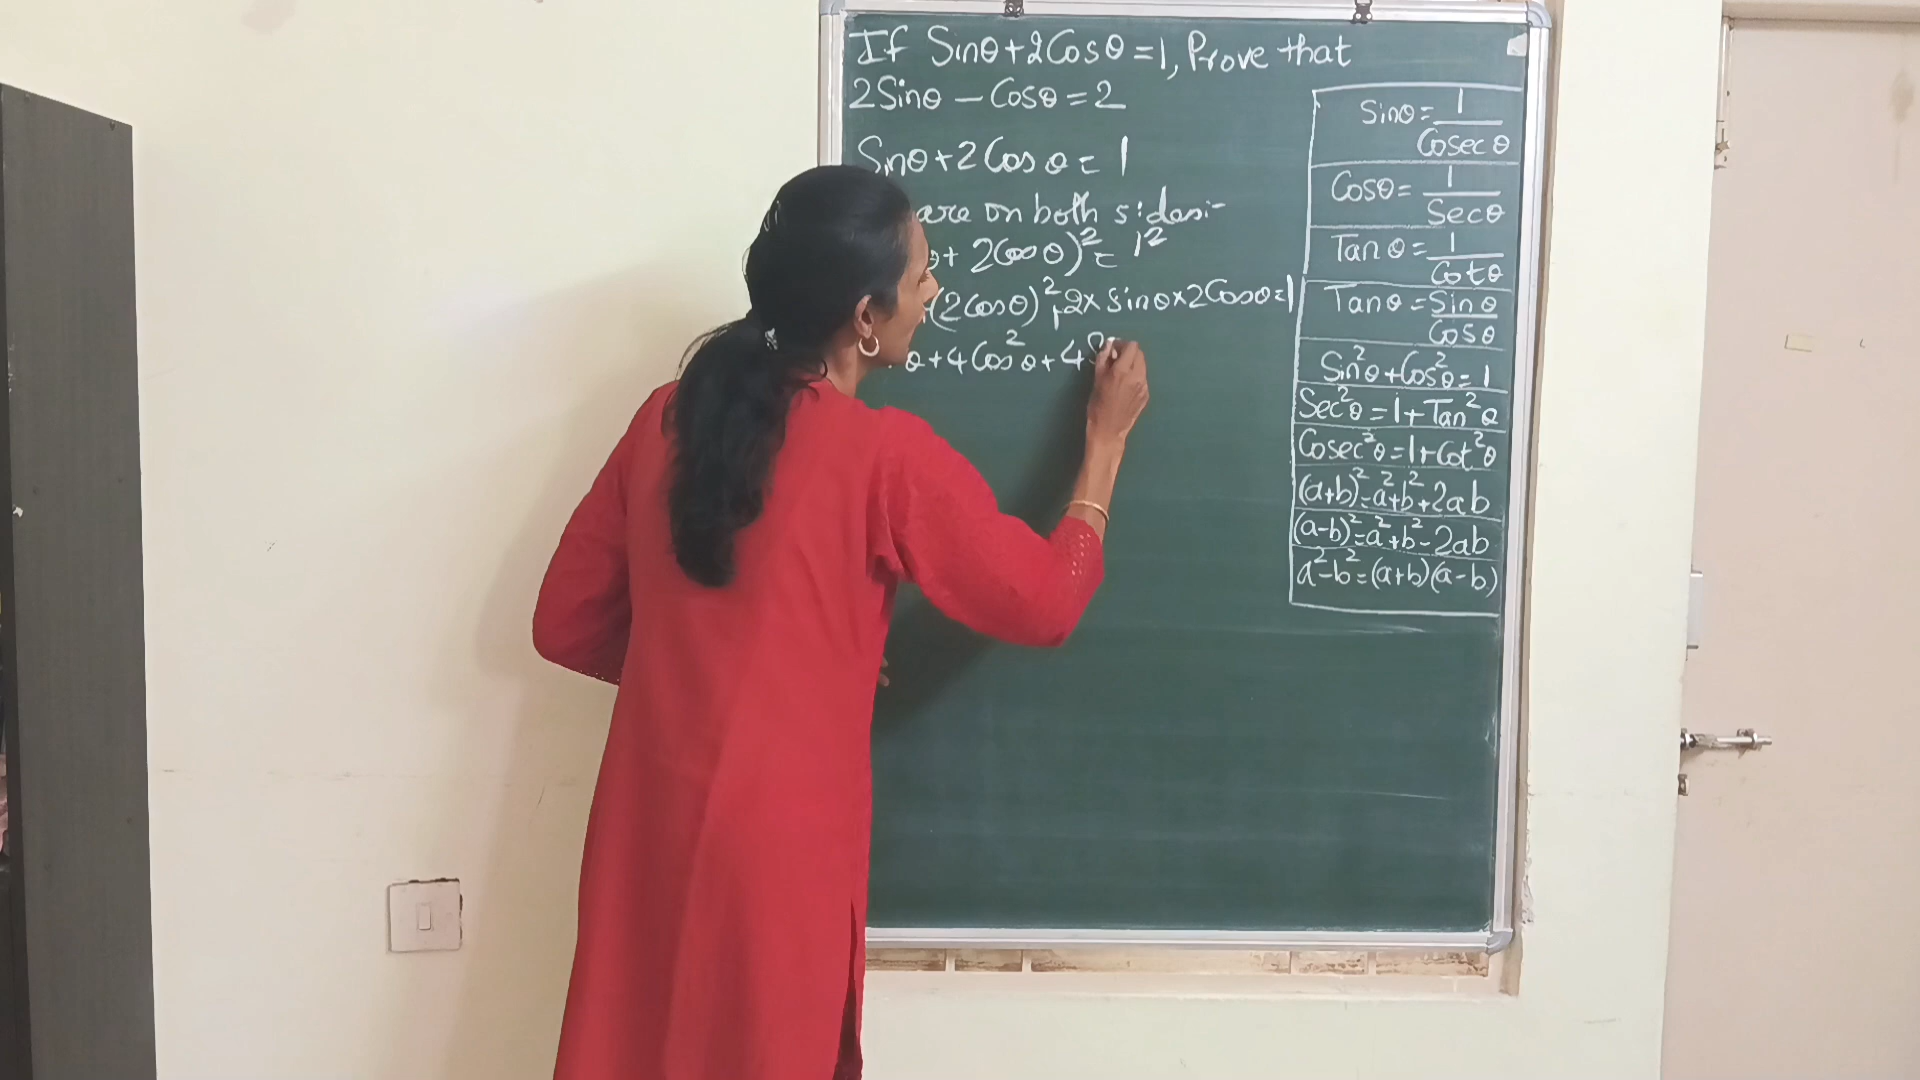 If Sinθ+2Cosθ=1, Prove that
2Sinθ – Cosθ=2
Sinθ+2Cosθ=1
on both sides:-
+ 2Cosθ)²=1²
(2Cosθ)²+2×Sinθ×2Cosθ=1
θ+4Cos²θ+4S
Sinθ=1/Cosecθ
Cosθ=1/Secθ
Tanθ=1/Cotθ
Tanθ=Sinθ/Cosθ
Sin²θ+Cos²θ=1
Sec²θ=1+Tan²θ
Cosec²θ=1+Cot²θ
(a+b)²=a²+b²+2ab
(a-b)²=a²+b²-2ab
a²-b²=(a+b)(a-b)